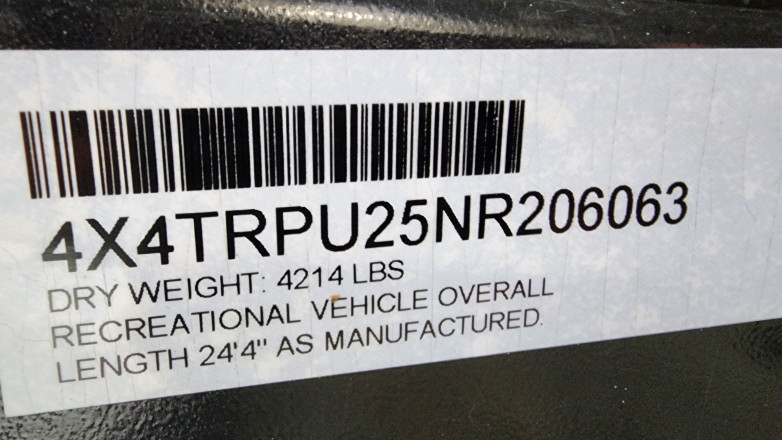 4X4TRPU25NR206063
DRY WEIGHT: 4214 LBS
RECREATIONAL VEHICLE OVERALL
LENGTH 24'4" AS MANUFACTURED.